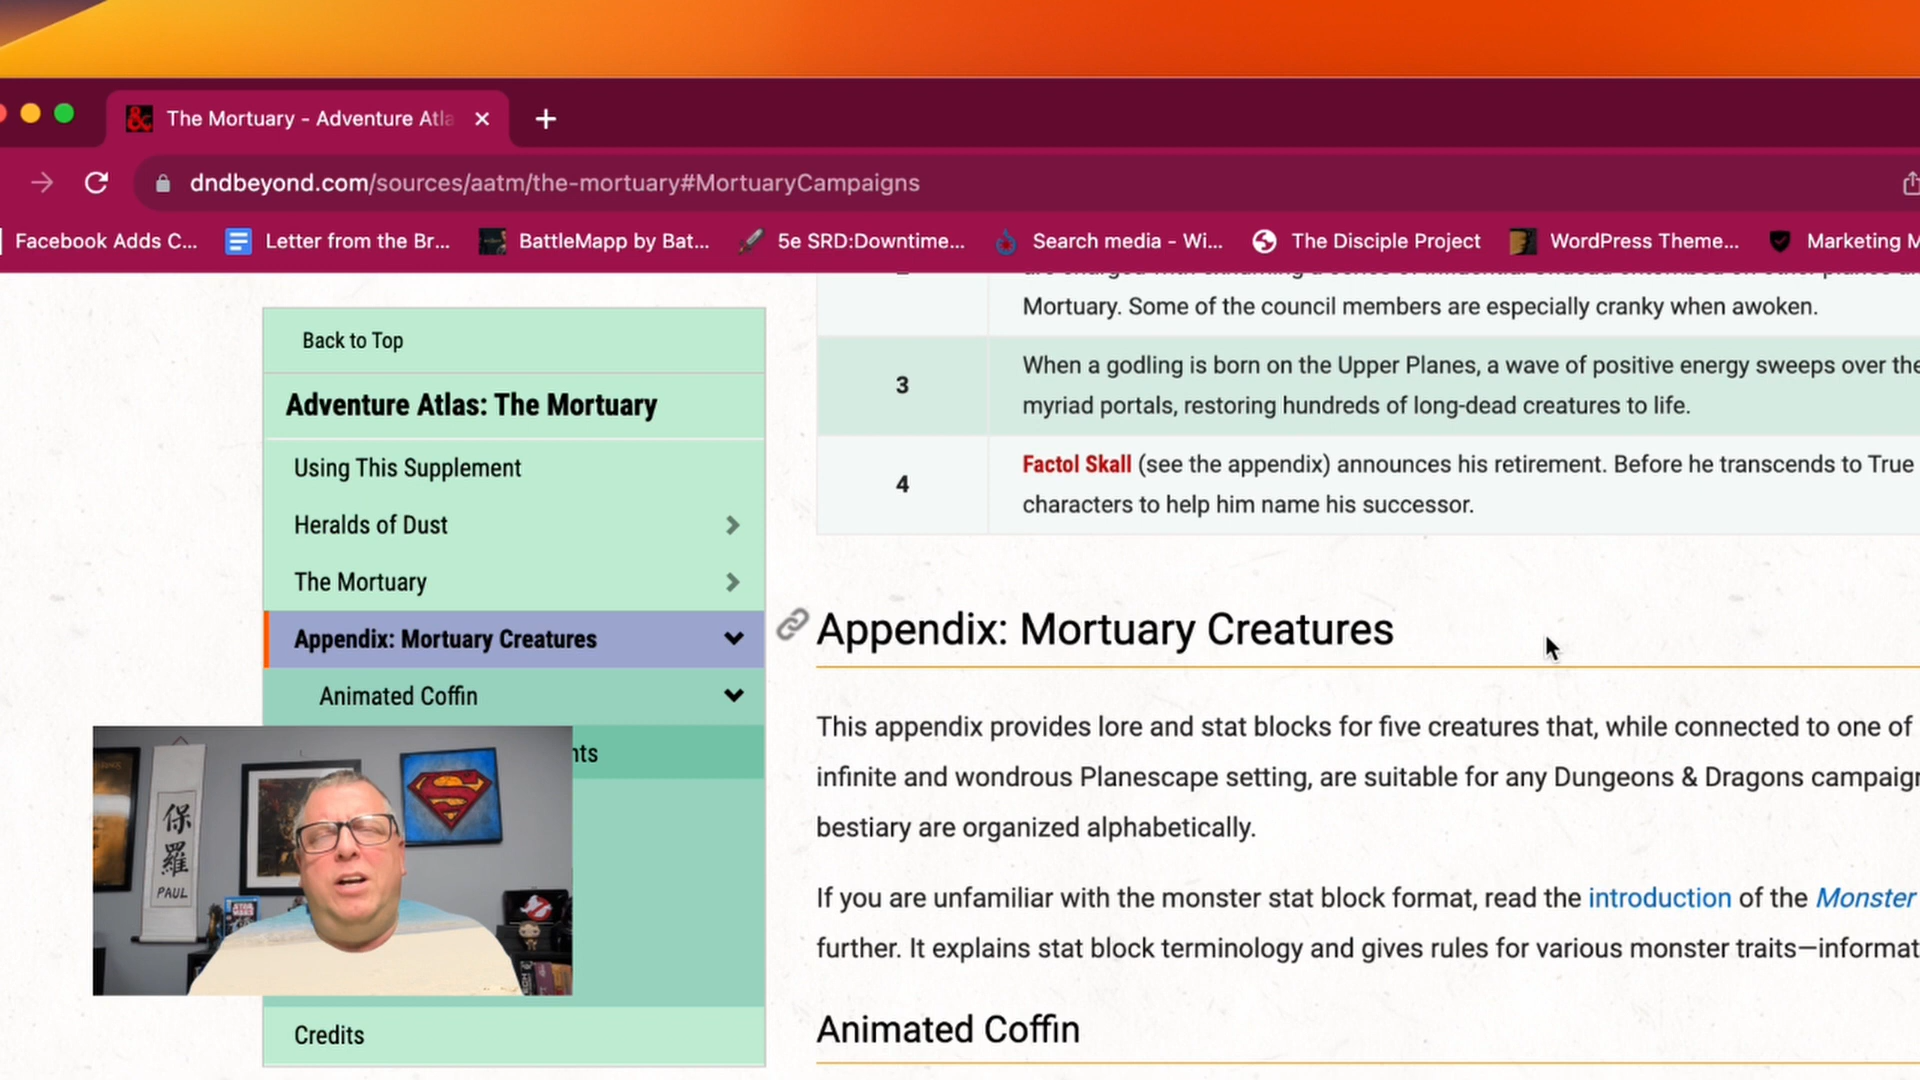 The Mortuary - Adventure Atla
dndbeyond.com/sources/aatm/the-mortuary#MortuaryCampaigns
Facebook Adds C...
Letter from the Br...
BattleMapp by Bat...
5e SRD:Downtime...
Search media - Wi...
The Disciple Project
WordPress Theme...
Marketing M
Back to Top
Adventure Atlas: The Mortuary
Using This Supplement
Heralds of Dust
The Mortuary
Appendix: Mortuary Creatures
Animated Coffin
nts
Credits
Mortuary. Some of the council members are especially cranky when awoken.
3
When a godling is born on the Upper Planes, a wave of positive energy sweeps over the
myriad portals, restoring hundreds of long-dead creatures to life.
4
Factol Skall (see the appendix) announces his retirement. Before he transcends to True
characters to help him name his successor.
Appendix: Mortuary Creatures
This appendix provides lore and stat blocks for five creatures that, while connected to one of
infinite and wondrous Planescape setting, are suitable for any Dungeons & Dragons campaign
bestiary are organized alphabetically.
If you are unfamiliar with the monster stat block format, read the introduction of the Monster
further. It explains stat block terminology and gives rules for various monster traits—informat
Animated Coffin
保
羅
PAUL
STAR
WARS